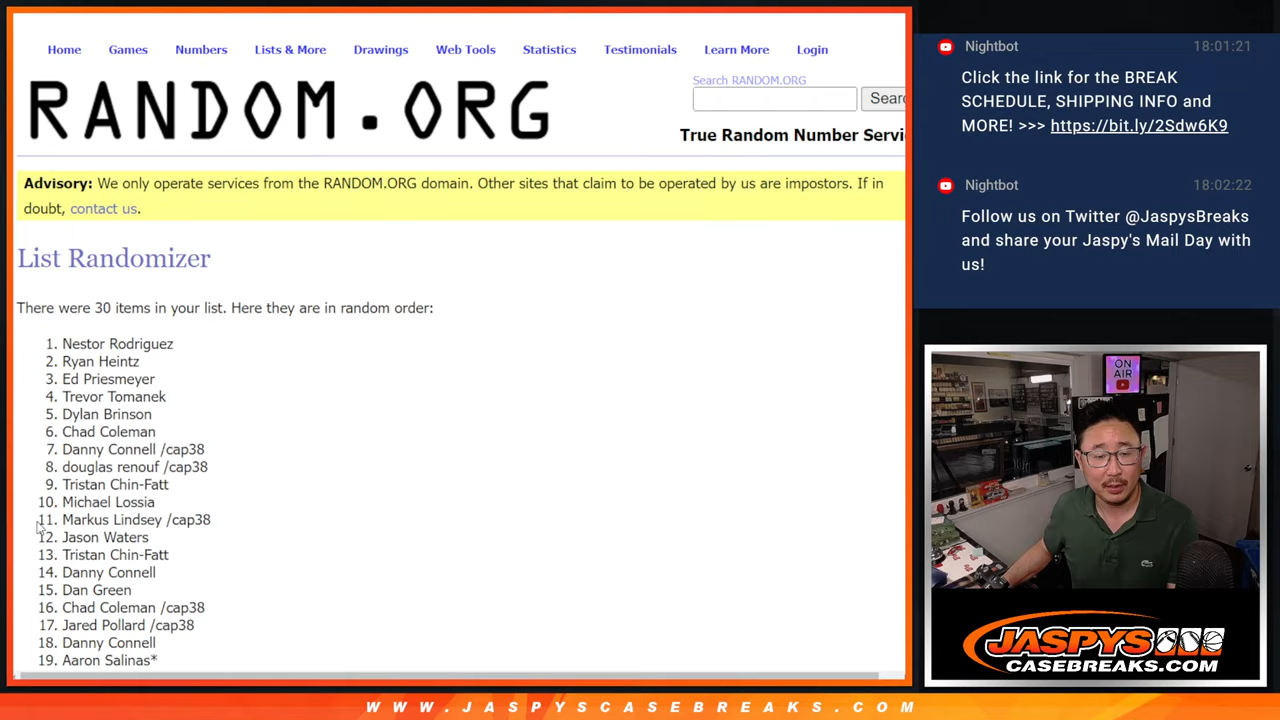 Home Games Numbers Lists & More Drawings Web Tools Statistics Testimonials Learn More Login
RANDOM.ORG
Search RANDOM.ORG
Searc
True Random Number Servi
Advisory: We only operate services from the RANDOM.ORG domain. Other sites that claim to be operated by us are impostors. If in
doubt, contact us.
List Randomizer
There were 30 items in your list. Here they are in random order:
1. Nestor Rodriguez
2. Ryan Heintz
3. Ed Priesmeyer
4. Trevor Tomanek
5. Dylan Brinson
6. Chad Coleman
7. Danny Connell /cap38
8. douglas renouf /cap38
9. Tristan Chin-Fatt
10. Michael Lossia
11. Markus Lindsey /cap38
12. Jason Waters
13. Tristan Chin-Fatt
14. Danny Connell
15. Dan Green
16. Chad Coleman /cap38
17. Jared Pollard /cap38
18. Danny Connell
19. Aaron Salinas*
Nightbot 18:01:21
Click the link for the BREAK
SCHEDULE, SHIPPING INFO and
MORE! >>> https://bit.ly/2Sdw6K9
Nightbot 18:02:22
Follow us on Twitter @JaspysBreaks
and share your Jaspy's Mail Day with
us!
ON
AIR
JASPYS
CASEBREAKS.COM
WWW.JASPYSCASEBREAKS.COM